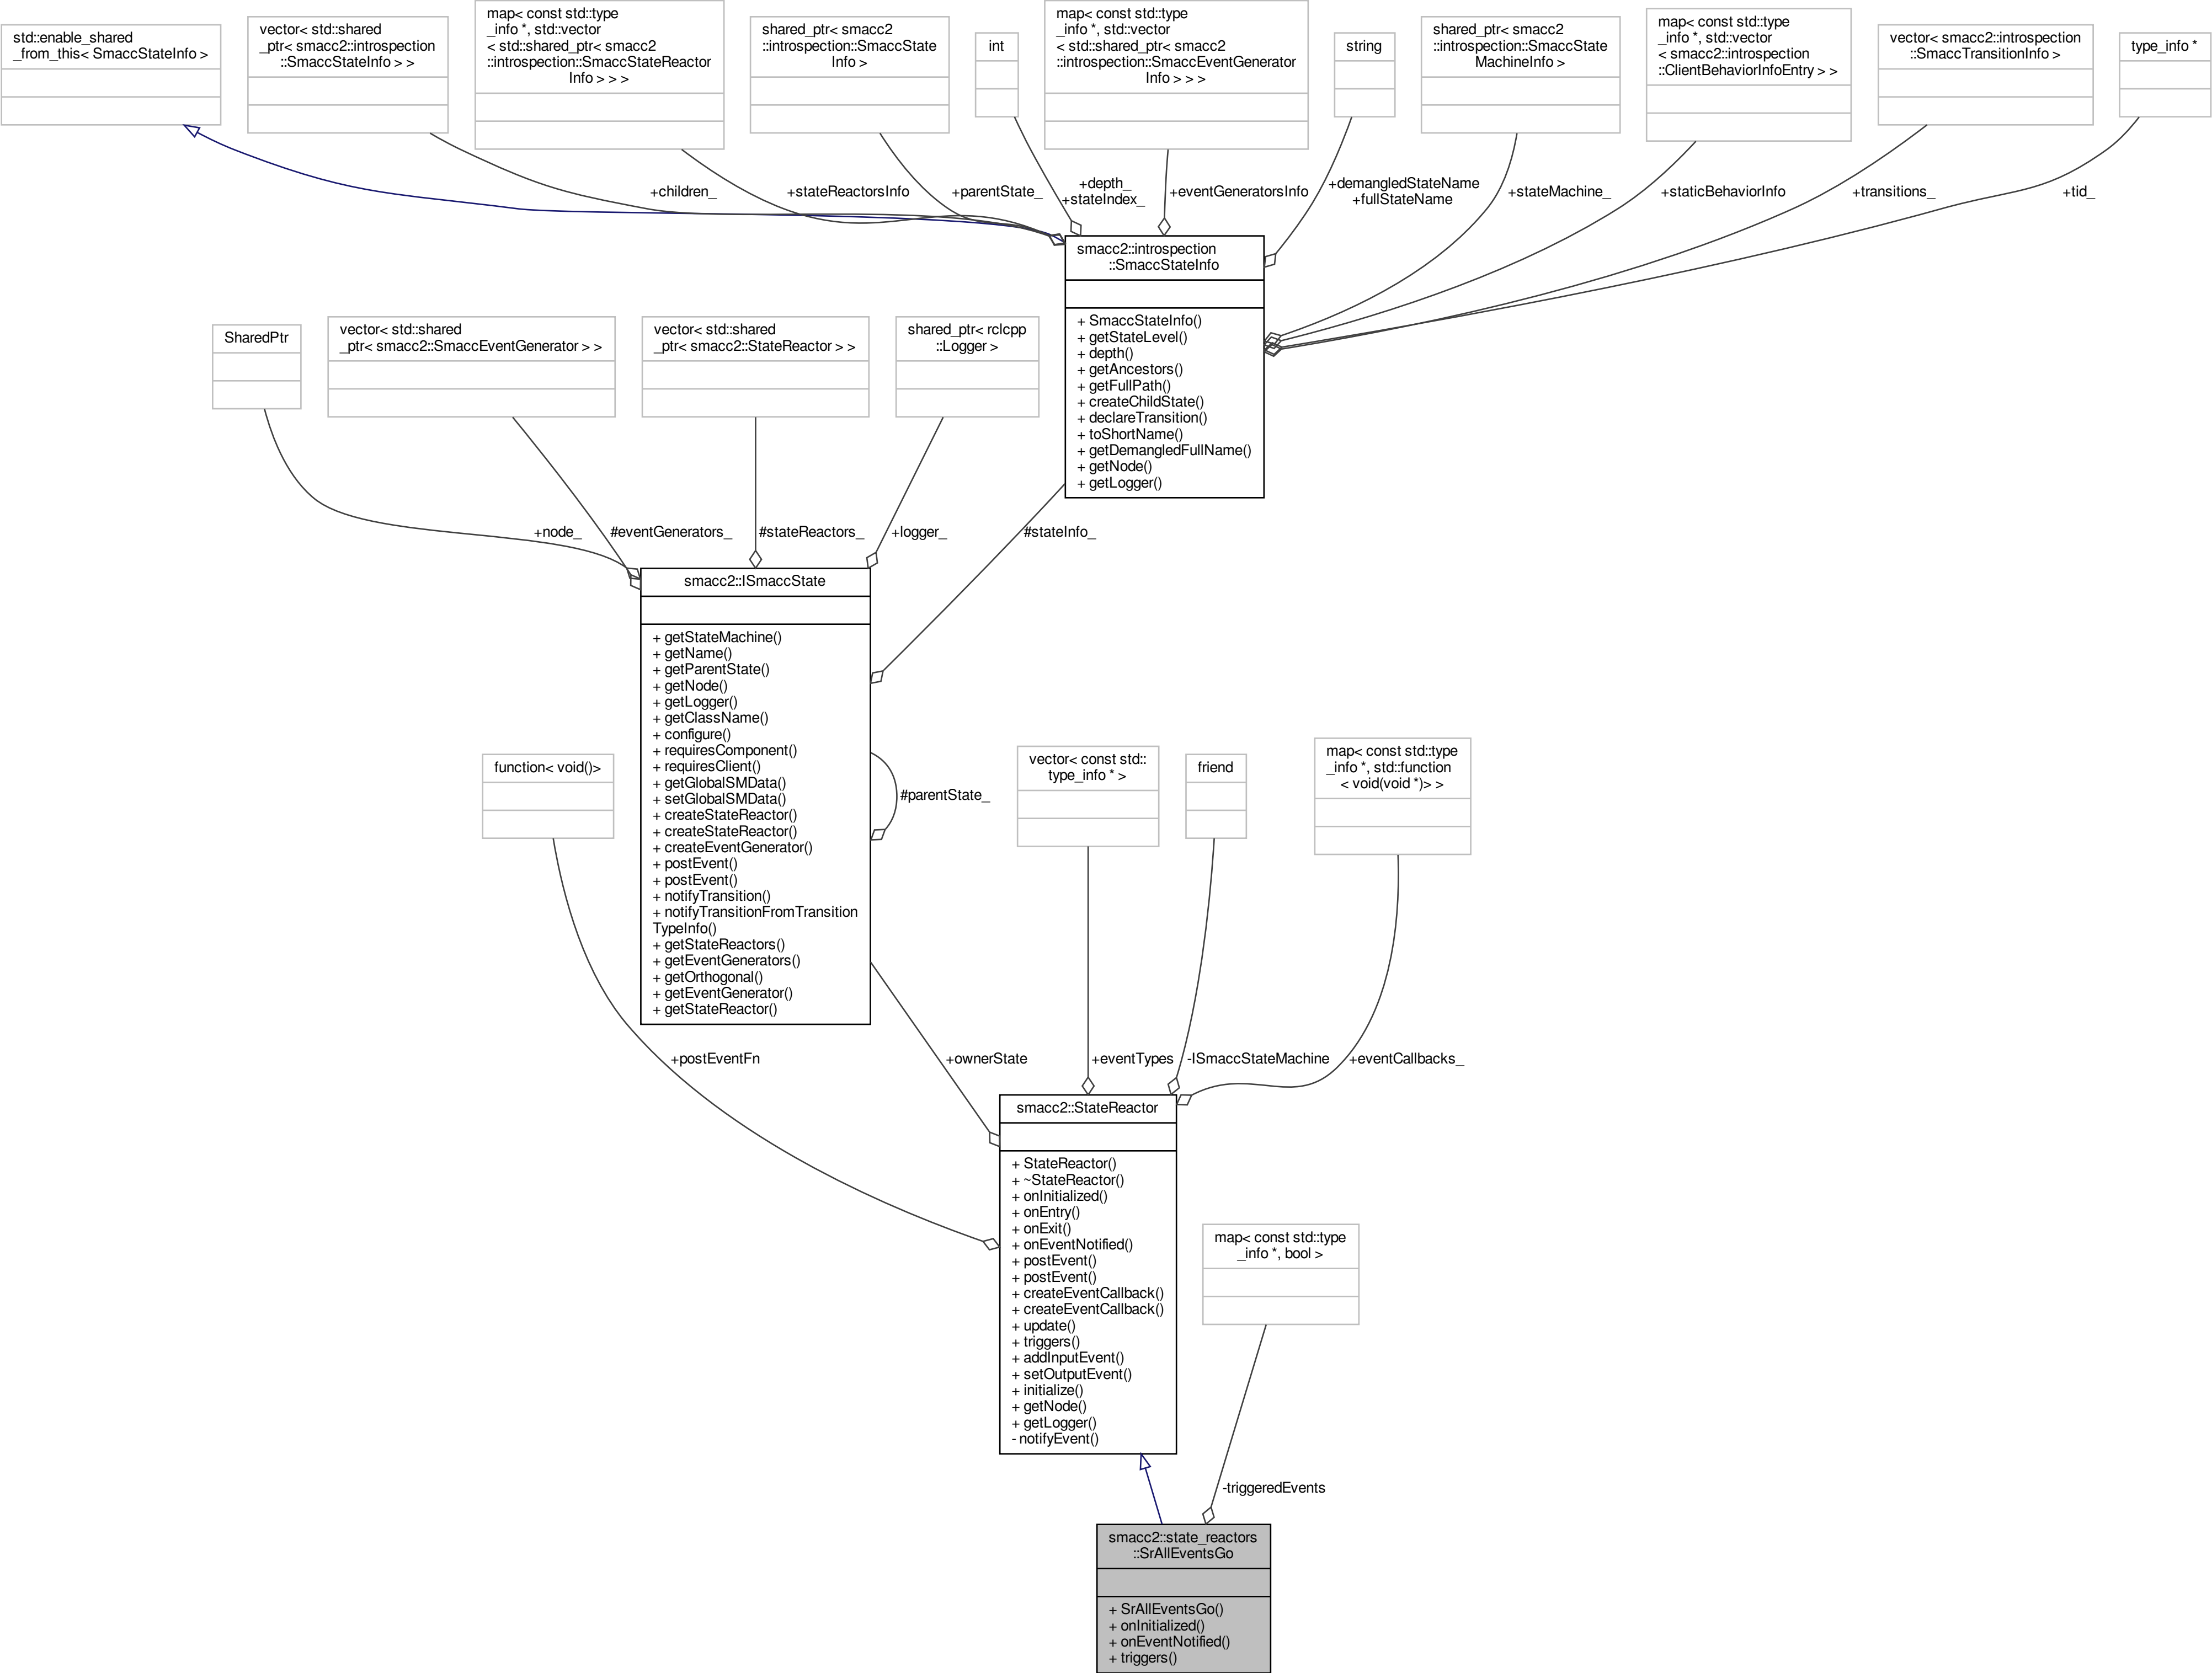 std::enable_shared
_from_this< SmaccStateInfo >
vector< std::shared
_ptr< smacc2::introspection
::SmaccStateInfo > >
map< const std::type
_info *, std::vector
< std::shared_ptr< smacc2
::introspection::SmaccStateReactor
Info > > >
shared_ptr< smacc2
::introspection::SmaccState
Info >
int
map< const std::type
_info *, std::vector
< std::shared_ptr< smacc2
::introspection::SmaccEventGenerator
Info > > >
string
shared_ptr< smacc2
::introspection::SmaccState
MachineInfo >
map< const std::type
_info *, std::vector
< smacc2::introspection
::ClientBehaviorInfoEntry > >
vector< smacc2::introspection
::SmaccTransitionInfo >
type_info *
+children_
+stateReactorsInfo
+parentState_
+depth_
+stateIndex_
+eventGeneratorsInfo
+demangledStateName
+fullStateName
+stateMachine_
+staticBehaviorInfo
+transitions_
+tid_
smacc2::introspection
::SmaccStateInfo
+ SmaccStateInfo()
+ getStateLevel()
+ depth()
+ getAncestors()
+ getFullPath()
+ createChildState()
+ declareTransition()
+ toShortName()
+ getDemangledFullName()
+ getNode()
+ getLogger()
SharedPtr
vector< std::shared
_ptr< smacc2::SmaccEventGenerator > >
vector< std::shared
_ptr< smacc2::StateReactor > >
shared_ptr< rclcpp
::Logger >
+node_
#eventGenerators_
#stateReactors_
+logger_
#stateInfo_
smacc2::ISmaccState
+ getStateMachine()
+ getName()
+ getParentState()
+ getNode()
+ getLogger()
+ getClassName()
+ configure()
+ requiresComponent()
+ requiresClient()
+ getGlobalSMData()
+ setGlobalSMData()
+ createStateReactor()
+ createStateReactor()
+ createEventGenerator()
+ postEvent()
+ postEvent()
+ notifyTransition()
+ notifyTransitionFromTransition
TypeInfo()
+ getStateReactors()
+ getEventGenerators()
+ getOrthogonal()
+ getEventGenerator()
+ getStateReactor()
#parentState_
function< void()>
vector< const std::
type_info * >
friend
map< const std::type
_info *, std::function
< void(void *)> >
+postEventFn
+ownerState
+eventTypes
-ISmaccStateMachine
+eventCallbacks_
smacc2::StateReactor
+ StateReactor()
+ ~StateReactor()
+ onInitialized()
+ onEntry()
+ onExit()
+ onEventNotified()
+ postEvent()
+ postEvent()
+ createEventCallback()
+ createEventCallback()
+ update()
+ triggers()
+ addInputEvent()
+ setOutputEvent()
+ initialize()
+ getNode()
+ getLogger()
- notifyEvent()
map< const std::type
_info *, bool >
-triggeredEvents
smacc2::state_reactors
::SrAllEventsGo
+ SrAllEventsGo()
+ onInitialized()
+ onEventNotified()
+ triggers()